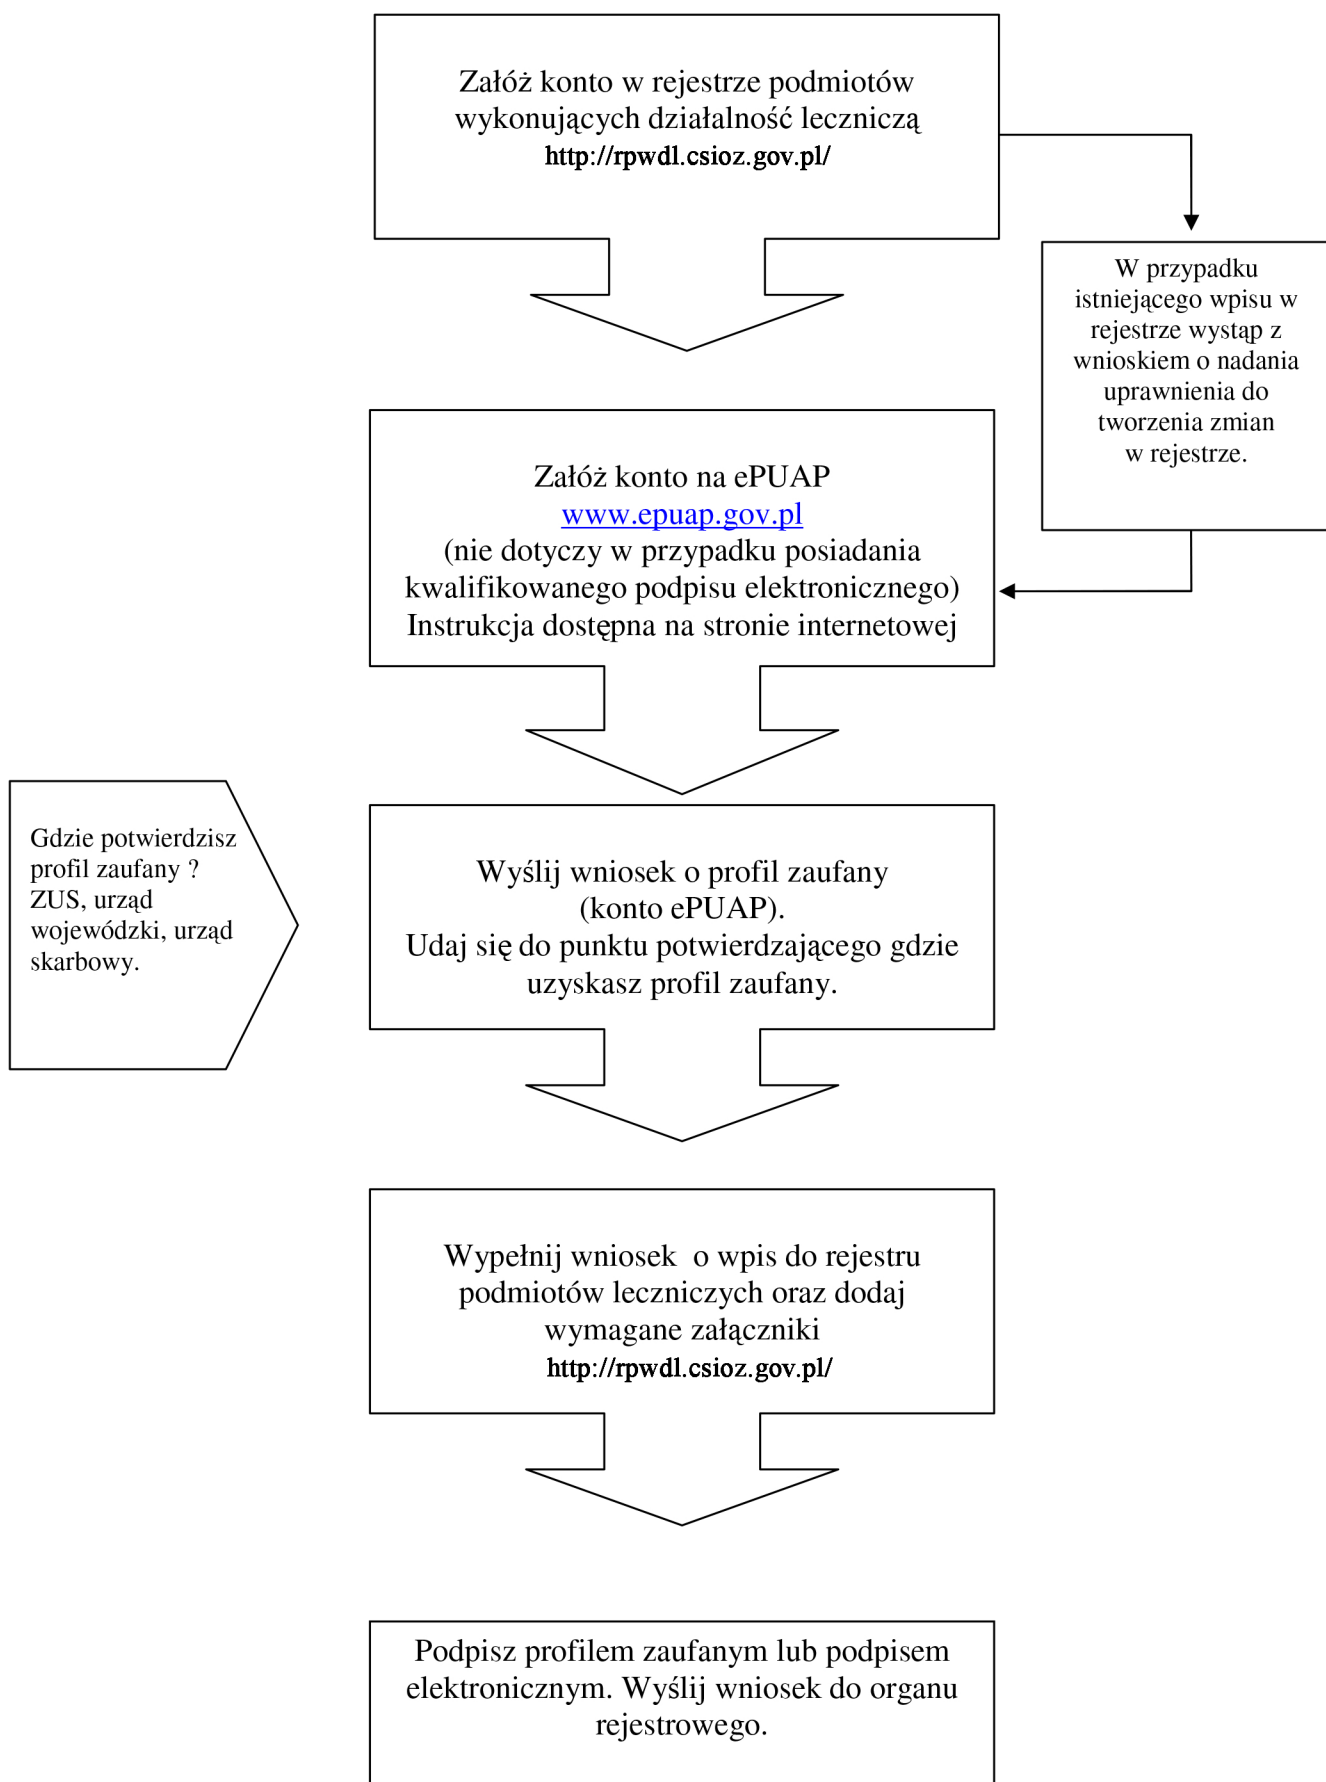 Załóż konto w rejestrze podmiotów
wykonujących działalność leczniczą
http://rpwdl.csioz.gov.pl/
W przypadku
istniejącego wpisu w
rejestrze wystąp z
wnioskiem o nadania
uprawnienia do
tworzenia zmian
w rejestrze.
Załóż konto na ePUAP
www.epuap.gov.pl
(nie dotyczy w przypadku posiadania
kwalifikowanego podpisu elektronicznego)
Instrukcja dostępna na stronie internetowej
Gdzie potwierdzisz
profil zaufany ?
ZUS, urząd
wojewódzki, urząd
skarbowy.
Wyślij wniosek o profil zaufany
(konto ePUAP).
Udaj się do punktu potwierdzającego gdzie
uzyskasz profil zaufany.
Wypełnij wniosek  o wpis do rejestru
podmiotów leczniczych oraz dodaj
wymagane załączniki
http://rpwdl.csioz.gov.pl/
Podpisz profilem zaufanym lub podpisem
elektronicznym. Wyślij wniosek do organu
rejestrowego.